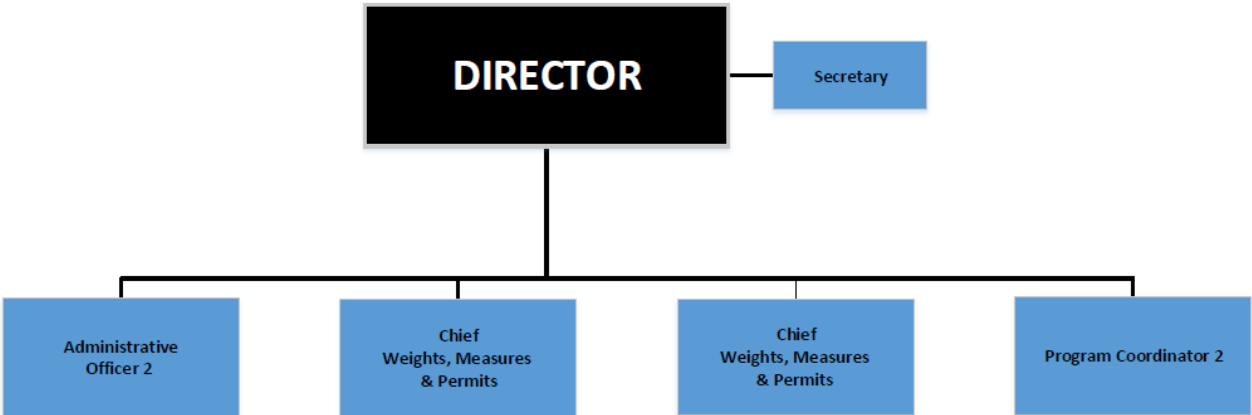 DIRECTOR
Secretary
Administrative
Officer 2
Chief
Weights, Measures
& Permits
Chief
Weights, Measures
& Permits
Program Coordinator 2